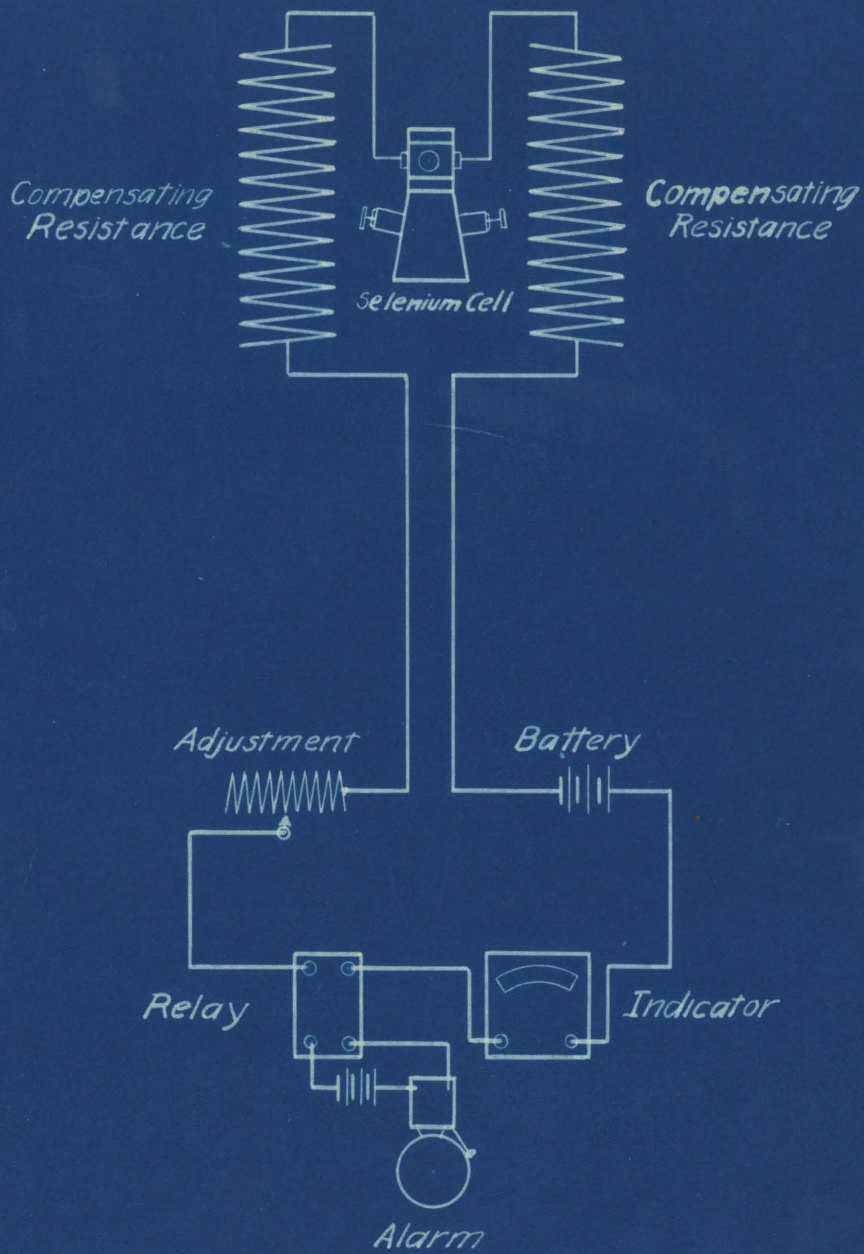 Compensating
Resistance
Compensating
Resistance
Selenium Cell
Adjustment
Battery
Relay
Indicator
Alarm